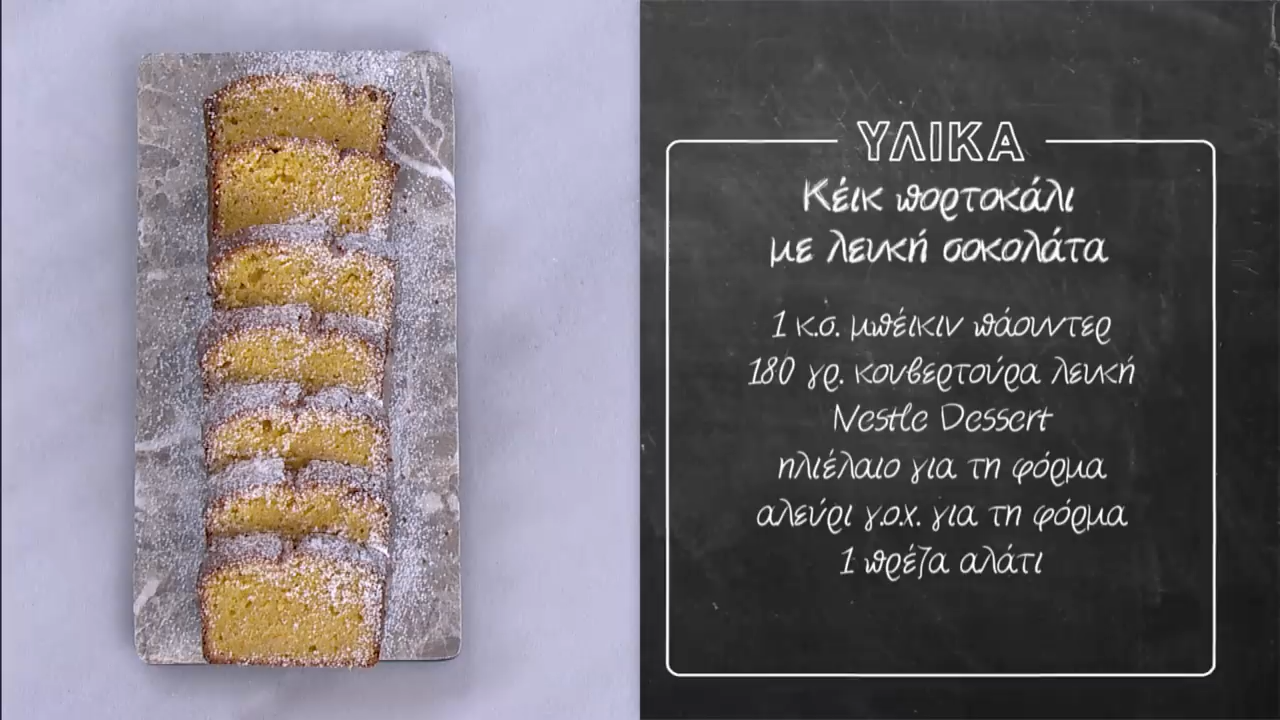 ΥΛΙΚΑ
Κέικ πορτοκάλι
με λευκή σοκολάτα
1 κ.σ. μπέικιν πάουντερ
180 γρ. κουβερτούρα λευκή
Nestle Dessert
ηλιέλαιο για τη φόρμα
αλεύρι γ.ο.χ. για τη φόρμα
1 πρέζα αλάτι